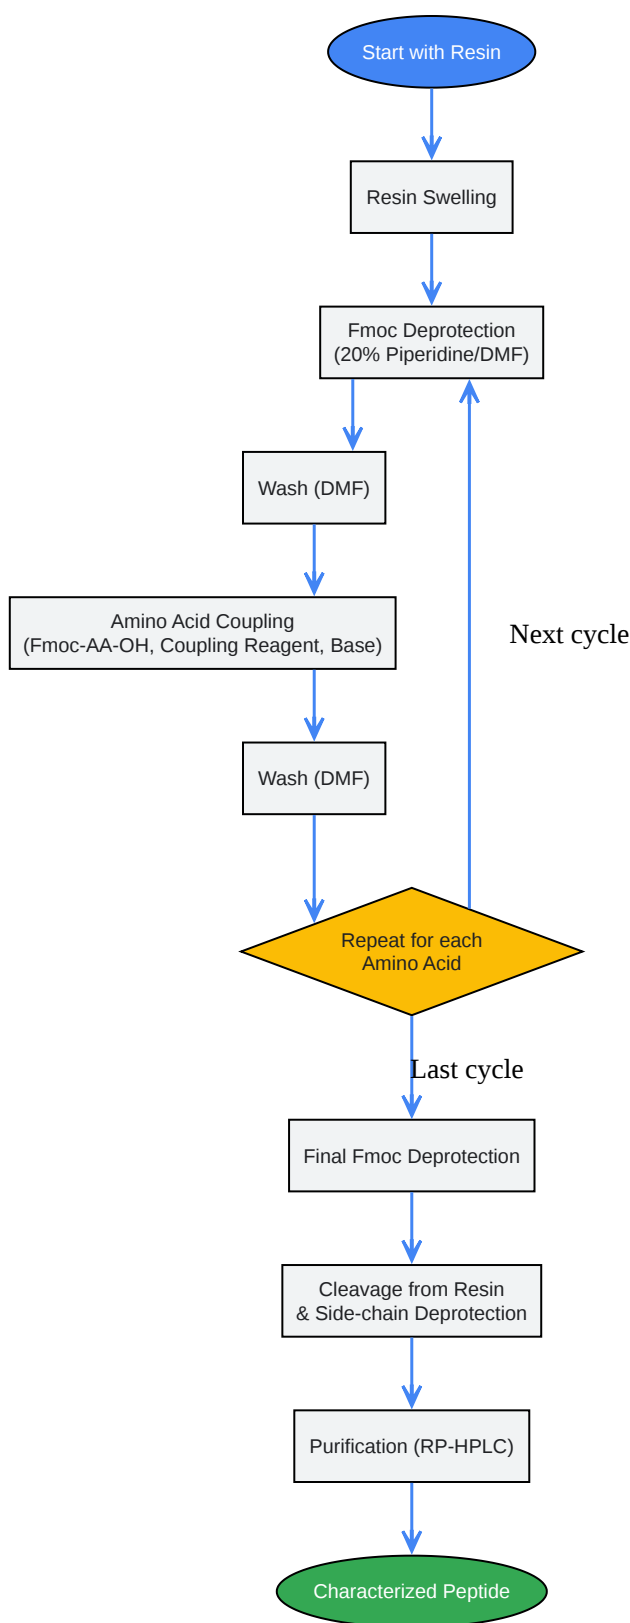 Start with Resin
Resin Swelling
Fmoc Deprotection
(20% Piperidine/DMF)
Wash (DMF)
Amino Acid Coupling
(Fmoc-AA-OH, Coupling Reagent, Base)
Next cycle
Wash (DMF)
Repeat for each
Amino Acid
Last cycle
Final Fmoc Deprotection
Cleavage from Resin
& Side-chain Deprotection
Purification (RP-HPLC)
Characterized Peptide